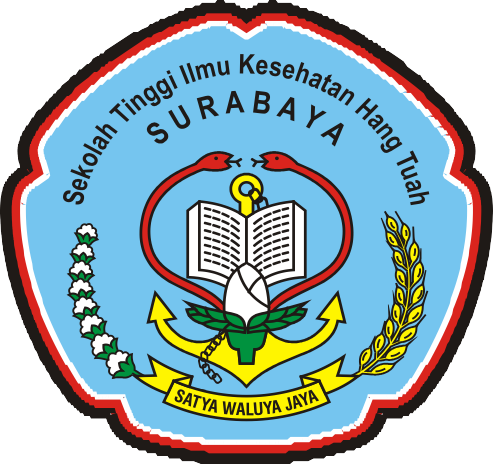 Sekolah Tinggi Ilmu Kesehatan Hang Tuah
SURABAYA
SATYA WALUYA JAYA